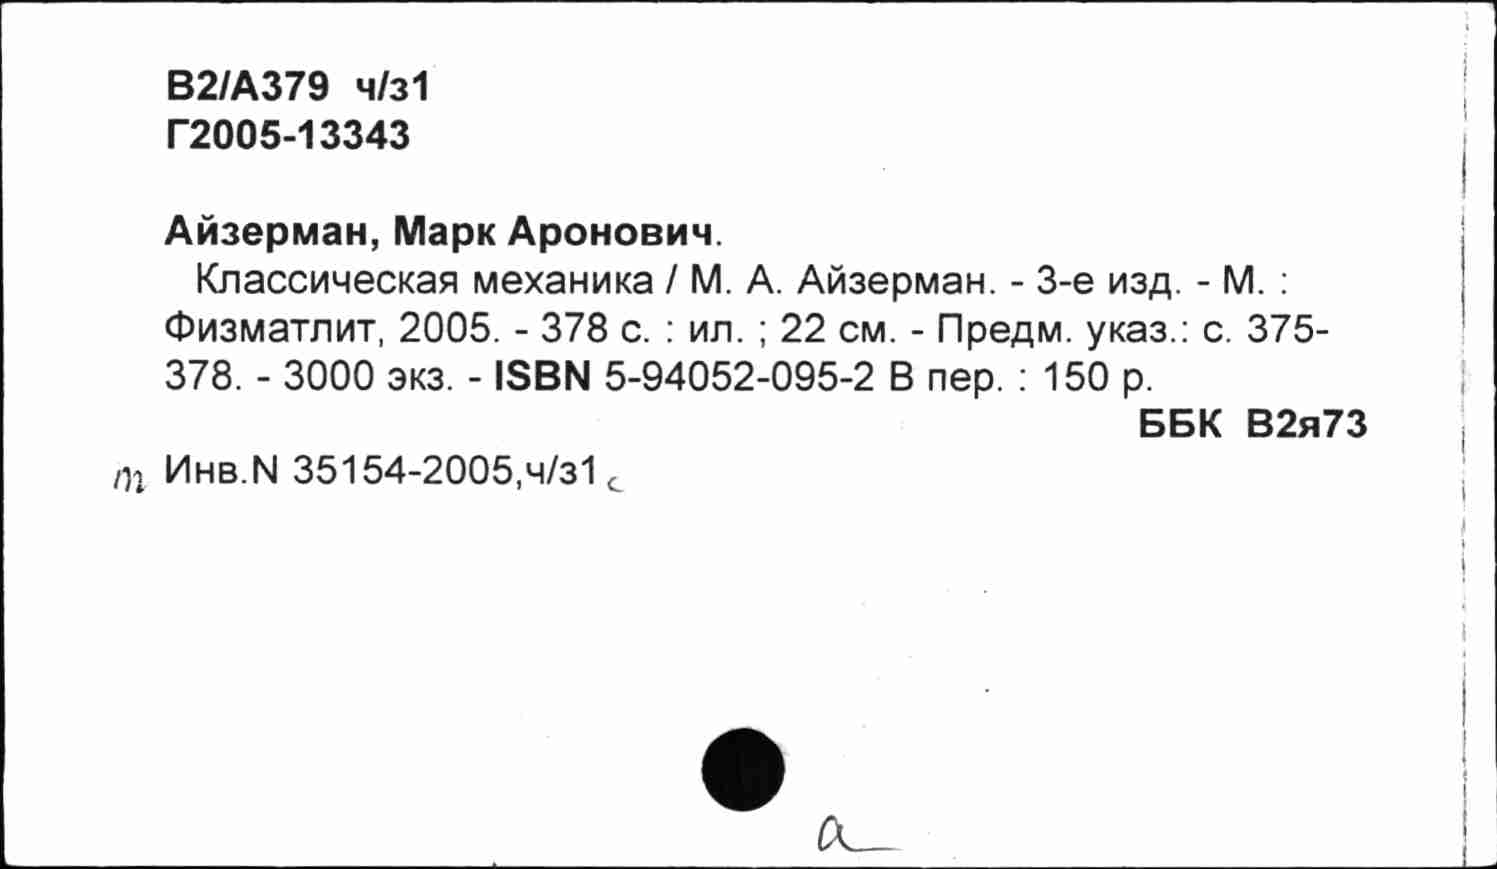 В2/А379 ч/з1
Г2005-13343
Айзерман, Марк Аронович.
Классическая механика / М. А. Айзерман. - 3-е изд. - М. :
Физматлит, 2005. - 378 с. : ил. ; 22 см. - Предм. указ.: с. 375-
378. - 3000 экз. - ISBN 5-94052-095-2 В пер. : 150 р.
ББК В2я73
т Инв.N 35154-2005,ч/з1 с
а